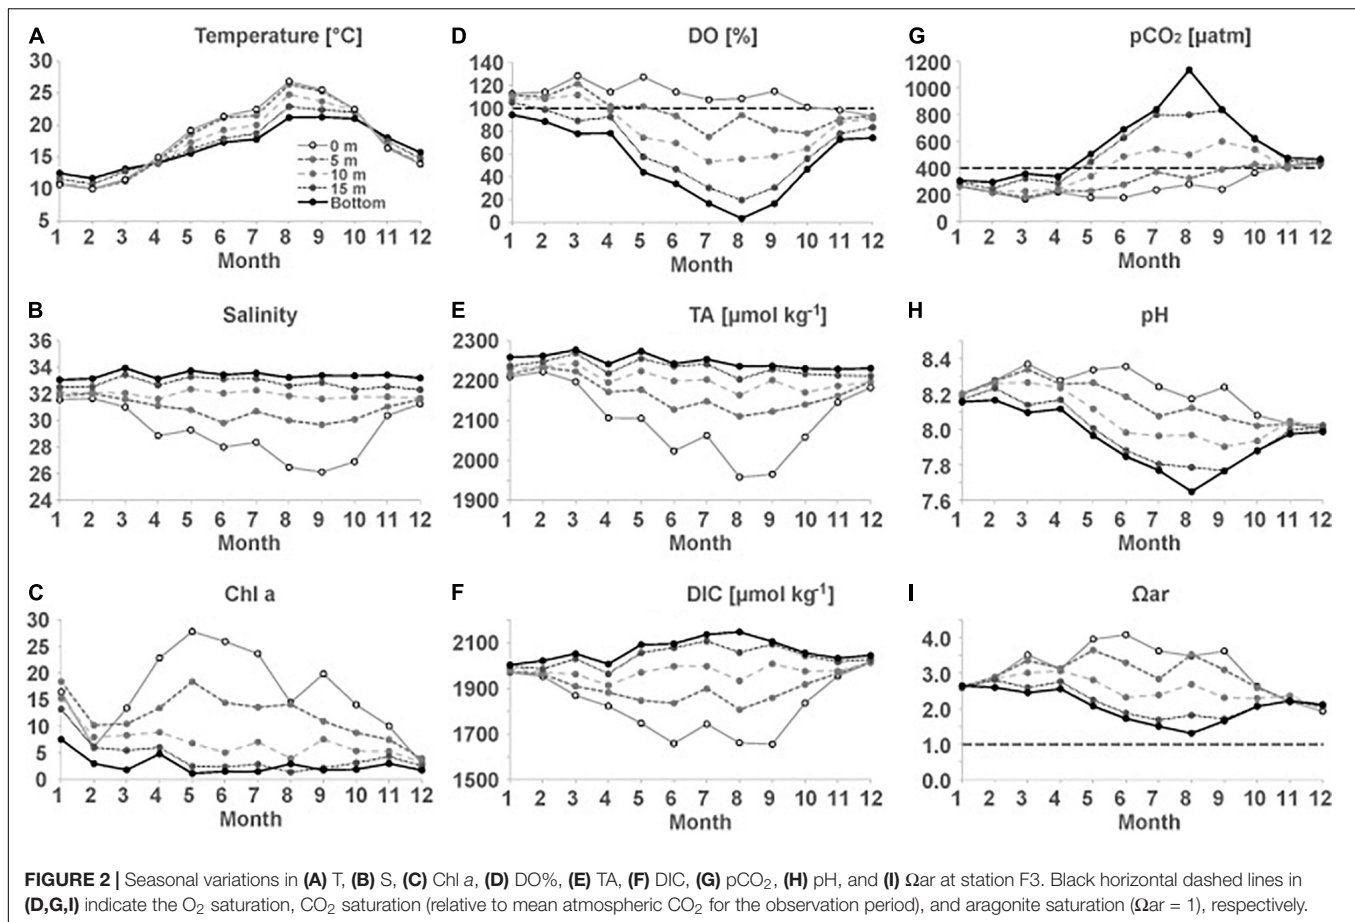 A Temperature [°C]
30
25
20
15
10
5
0 m
5 m
10 m
15 m
Bottom
1 2 3 4 5 6 7 8 9 10 11 12
Month
D DO [%]
140
120
100
80
60
40
20
0
1 2 3 4 5 6 7 8 9 10 11 12
Month
G pCO₂ [µatm]
1200
1000
800
600
400
200
0
1 2 3 4 5 6 7 8 9 10 11 12
Month
B Salinity
36
34
32
30
28
26
24
1 2 3 4 5 6 7 8 9 10 11 12
Month
E TA [µmol kg⁻¹]
2300
2200
2100
2000
1900
1 2 3 4 5 6 7 8 9 10 11 12
Month
H pH
8.4
8.2
8.0
7.8
7.6
1 2 3 4 5 6 7 8 9 10 11 12
Month
C Chl a
30
25
20
15
10
5
0
1 2 3 4 5 6 7 8 9 10 11 12
Month
F DIC [µmol kg⁻¹]
2100
1900
1700
1500
1 2 3 4 5 6 7 8 9 10 11 12
Month
I Ωar
4.0
3.0
2.0
1.0
0.0
1 2 3 4 5 6 7 8 9 10 11 12
Month
FIGURE 2 | Seasonal variations in (A) T, (B) S, (C) Chl a, (D) DO%, (E) TA, (F) DIC, (G) pCO₂, (H) pH, and (I) Ωar at station F3. Black horizontal dashed lines in
(D,G,I) indicate the O₂ saturation, CO₂ saturation (relative to mean atmospheric CO₂ for the observation period), and aragonite saturation (Ωar = 1), respectively.